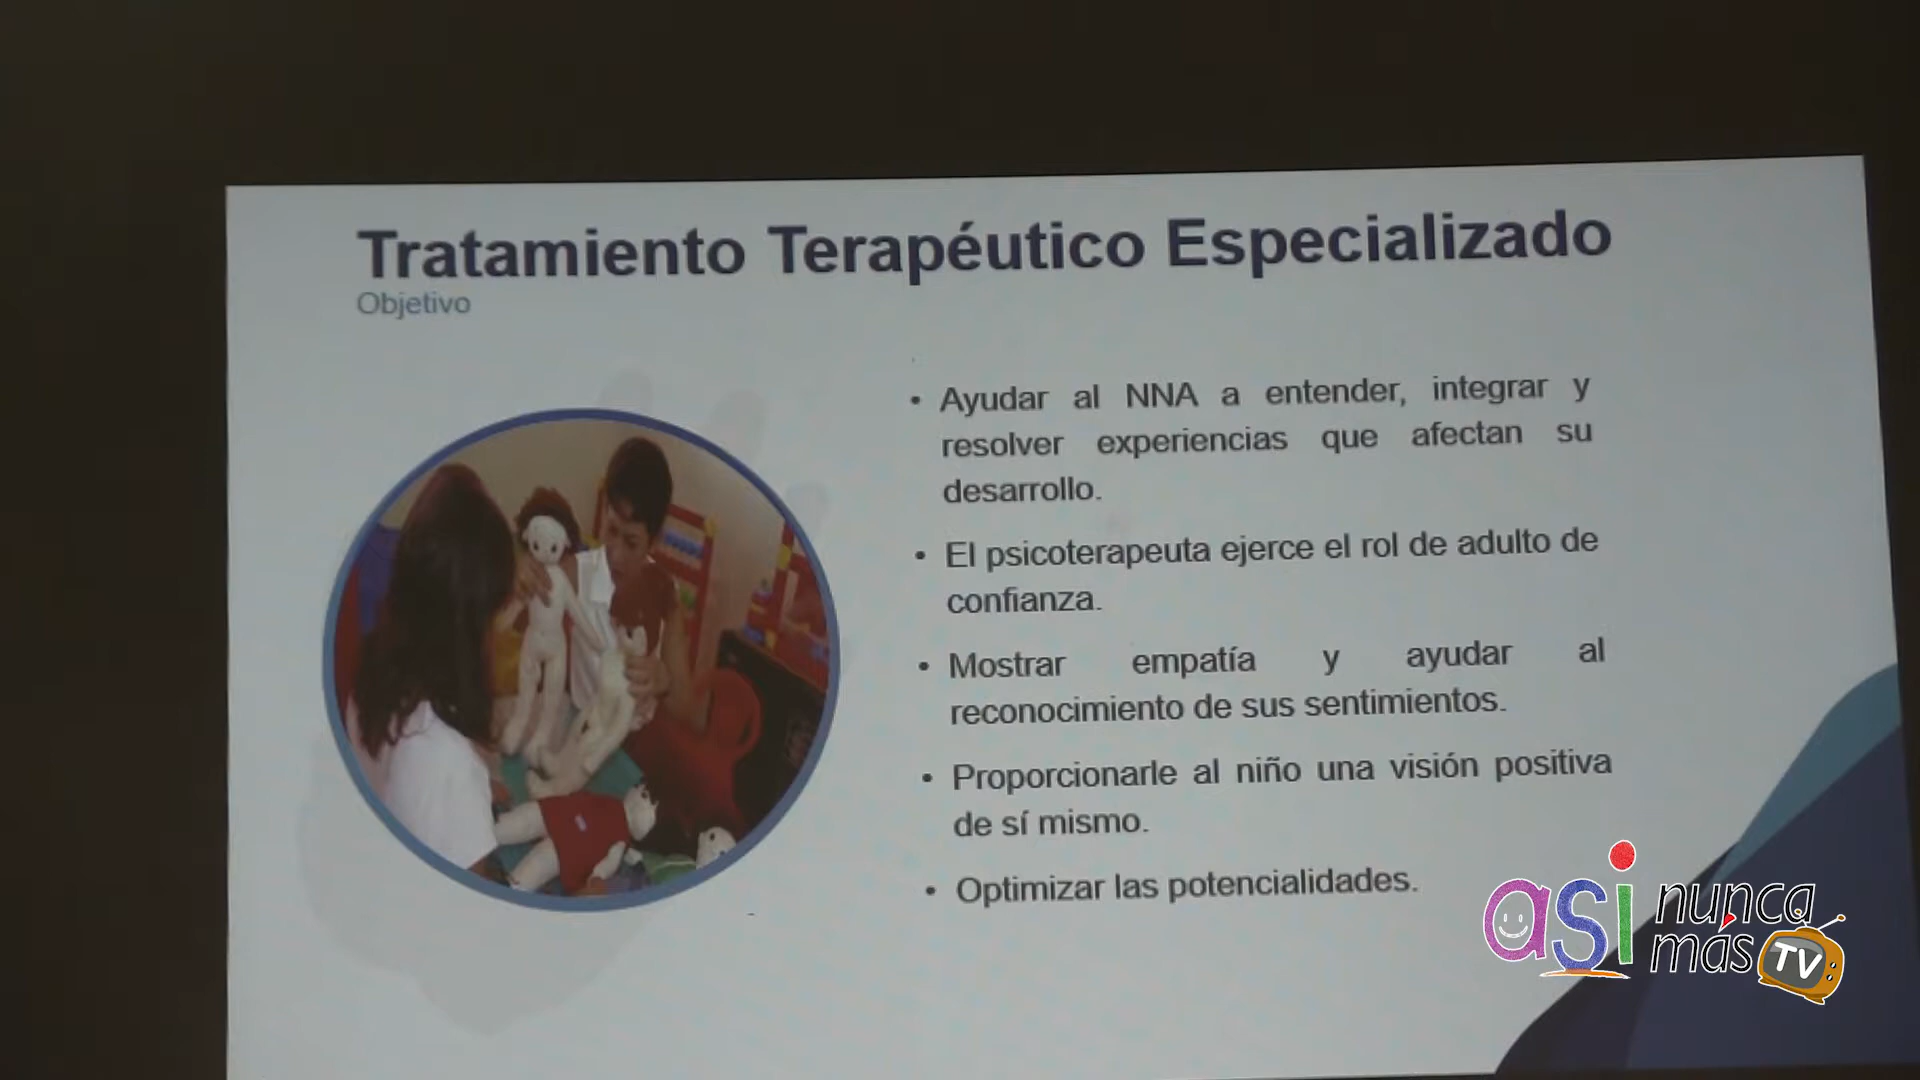 Tratamiento Terapéutico Especializado
Objetivo
• Ayudar al NNA a entender, integrar y
resolver experiencias que afectan su
desarrollo.
• El psicoterapeuta ejerce el rol de adulto de
confianza.
• Mostrar empatía y ayudar al
reconocimiento de sus sentimientos.
• Proporcionarle al niño una visión positiva
de sí mismo.
• Optimizar las potencialidades.
asi nunca
más TV